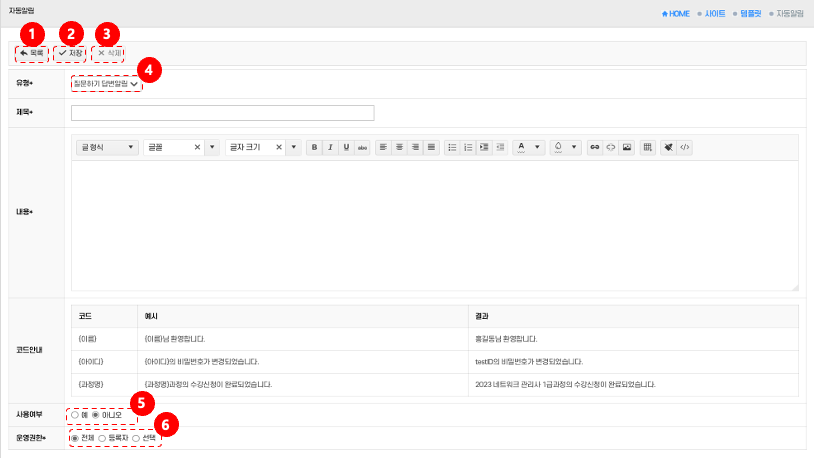 자동알림
HOME 사이트 템플릿 자동알림
1 2 3
목록 저장 삭제
4
유형* 질문하기 답변알림
제목*
글 형식 글꼴 글자 크기 B I U abc A
내용*
코드 예시 결과
{이름} {이름}님 환영합니다. 홍길동님 환영합니다.
코드안내
{아이디} {아이디}의 비밀번호가 변경되었습니다. testID의 비밀번호가 변경되었습니다.
{과정명} {과정명}과정의 수강신청이 완료되었습니다. 2023 네트워크 관리사 1급과정의 수강신청이 완료되었습니다.
5
사용여부 예 아니오
6
운영권한* 전체 등록자 선택